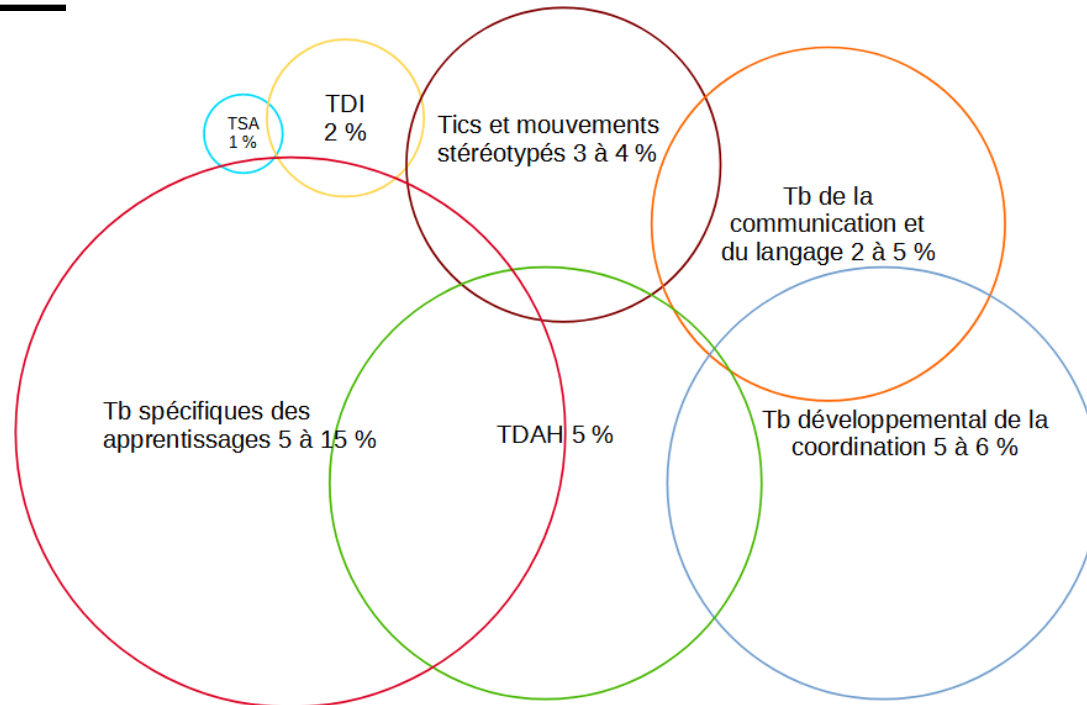 TSA
1 %
TDI
2 %
Tics et mouvements
stéréotypés 3 à 4 %
Tb de la
communication et
du langage 2 à 5 %
Tb spécifiques des
apprentissages 5 à 15 %
TDAH 5 %
Tb développemental de la
coordination 5 à 6 %